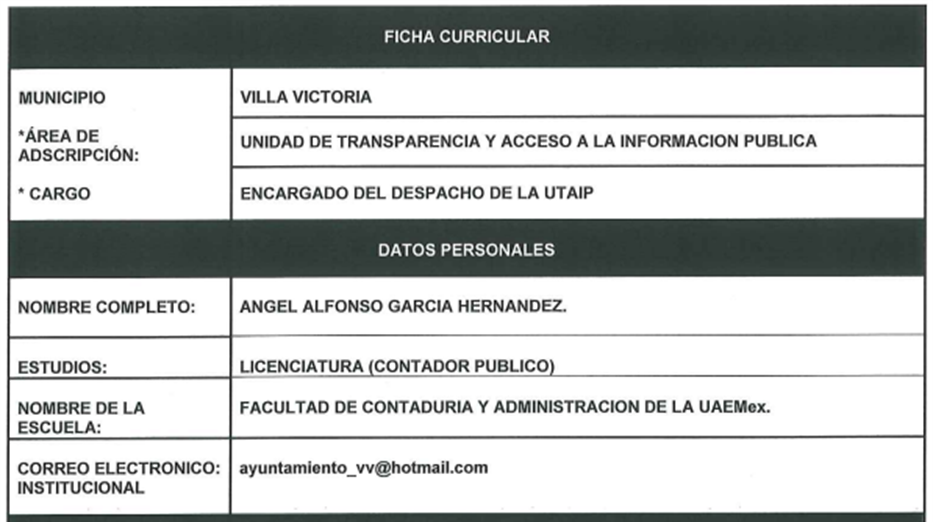 FICHA CURRICULAR
MUNICIPIO
VILLA VICTORIA
*ÁREA DE
ADSCRIPCIÓN:
UNIDAD DE TRANSPARENCIA Y ACCESO A LA INFORMACION PUBLICA
* CARGO
ENCARGADO DEL DESPACHO DE LA UTAIP
DATOS PERSONALES
NOMBRE COMPLETO:
ANGEL ALFONSO GARCIA HERNANDEZ.
ESTUDIOS:
LICENCIATURA (CONTADOR PUBLICO)
NOMBRE DE LA
ESCUELA:
FACULTAD DE CONTADURIA Y ADMINISTRACION DE LA UAEMex.
CORREO ELECTRONICO:
INSTITUCIONAL
ayuntamiento_vv@hotmail.com